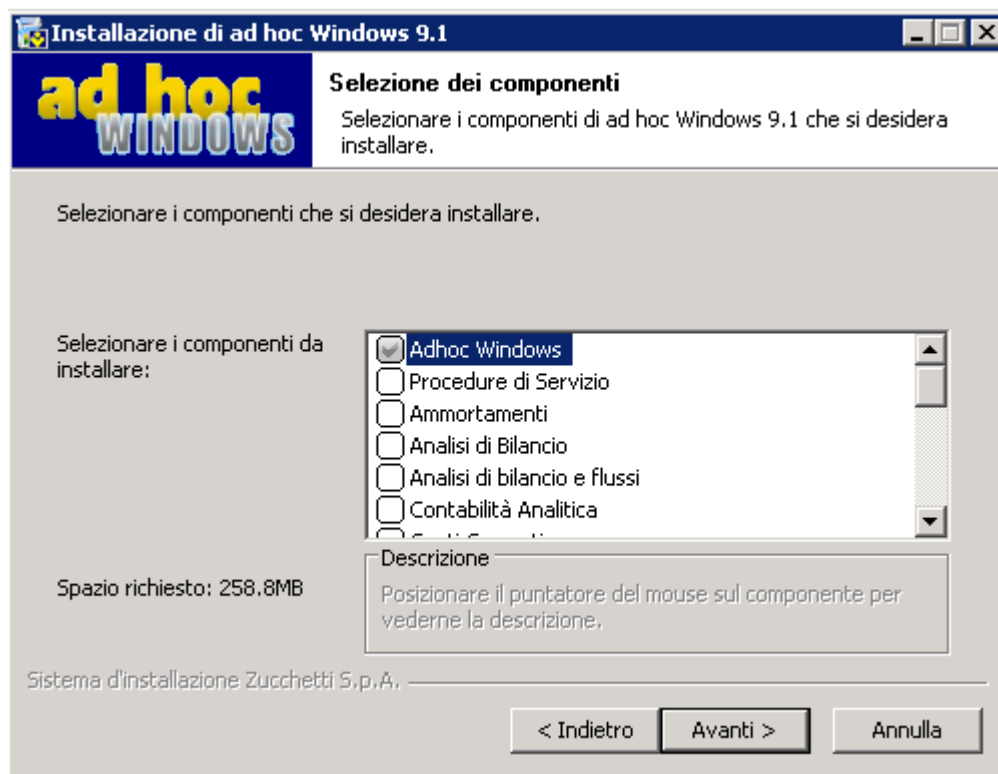 Installazione di ad hoc Windows 9.1
ad hoc
WINDOWS
Selezione dei componenti
Selezionare i componenti di ad hoc Windows 9.1 che si desidera
installare.
Selezionare i componenti che si desidera installare.
Selezionare i componenti da
installare:
Adhoc Windows
Procedure di Servizio
Ammortamenti
Analisi di Bilancio
Analisi di bilancio e flussi
Contabilità Analitica
Spazio richiesto: 258.8MB
Descrizione
Posizionare il puntatore del mouse sul componente per
vederne la descrizione.
Sistema d'installazione Zucchetti S.p.A.
< Indietro
Avanti >
Annulla